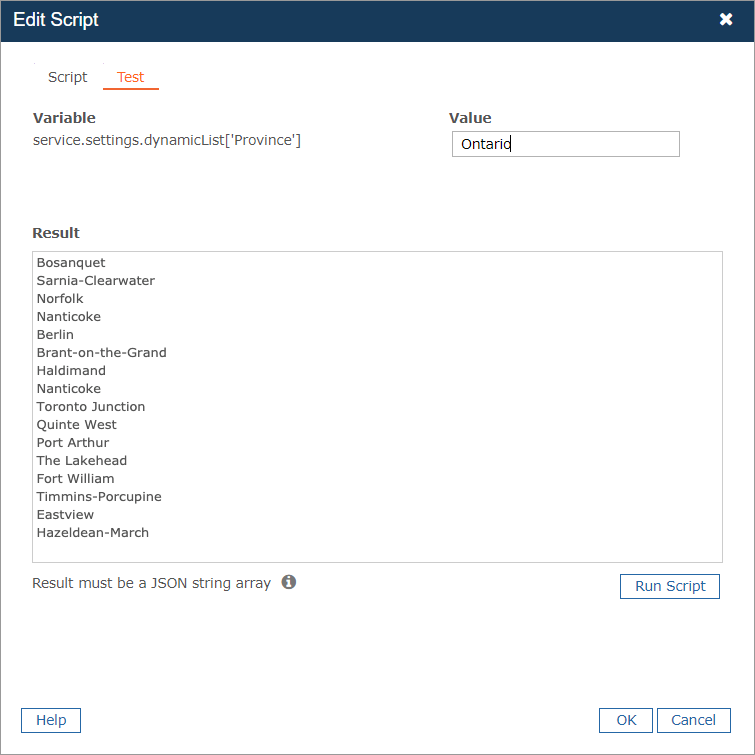 Edit Script
Script Test
Variable Value
service.settings.dynamicList['Province'] Ontario
Result
Bosanquet
Sarnia-Clearwater
Norfolk
Nanticoke
Berlin
Brant-on-the-Grand
Haldimand
Nanticoke
Toronto Junction
Quinte West
Port Arthur
The Lakehead
Fort William
Timmins-Porcupine
Eastview
Hazeldean-March
Result must be a JSON string array
Run Script
Help OK Cancel